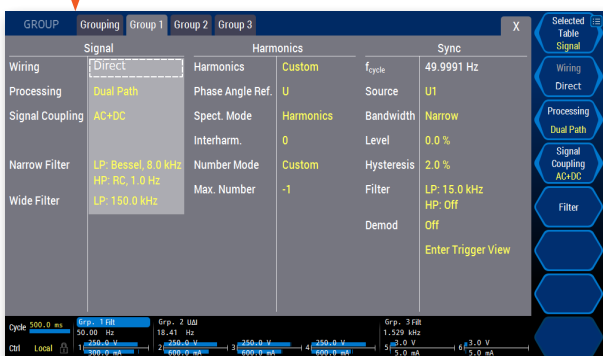 GROUP Grouping Group 1 Group 2 Group 3 X
Signal Harmonics Sync
Wiring Direct Harmonics Custom fcycle 49.9991 Hz
Processing Dual Path Phase Angle Ref. U Source U1
Signal Coupling AC+DC Spect. Mode Harmonics Bandwidth Narrow
Interharm. 0 Level 0.0 %
Narrow Filter LP: Bessel, 8.0 kHz Number Mode Custom Hysteresis 2.0 %
HP: RC, 1.0 Hz
Wide Filter LP: 150.0 kHz Max. Number -1 Filter LP: 15.0 kHz
HP: Off
Demod Off
Enter Trigger View
Selected
Table
Signal
Wiring
Direct
Processing
Dual Path
Signal
Coupling
AC+DC
Filter
Cycle 500.0 ms Grp. 1 Filt Grp. 2 UΔI Grp. 3 Filt
50.00 Hz 18.41 Hz 1.529 kHz
Ctrl Local 1 250.0 V 2 250.0 V 3 250.0 V 4 250.0 V 5 3.0 V 6 3.0 V
300.0 mA 600.0 mA 600.0 mA 600.0 mA 5.0 mA 5.0 mA